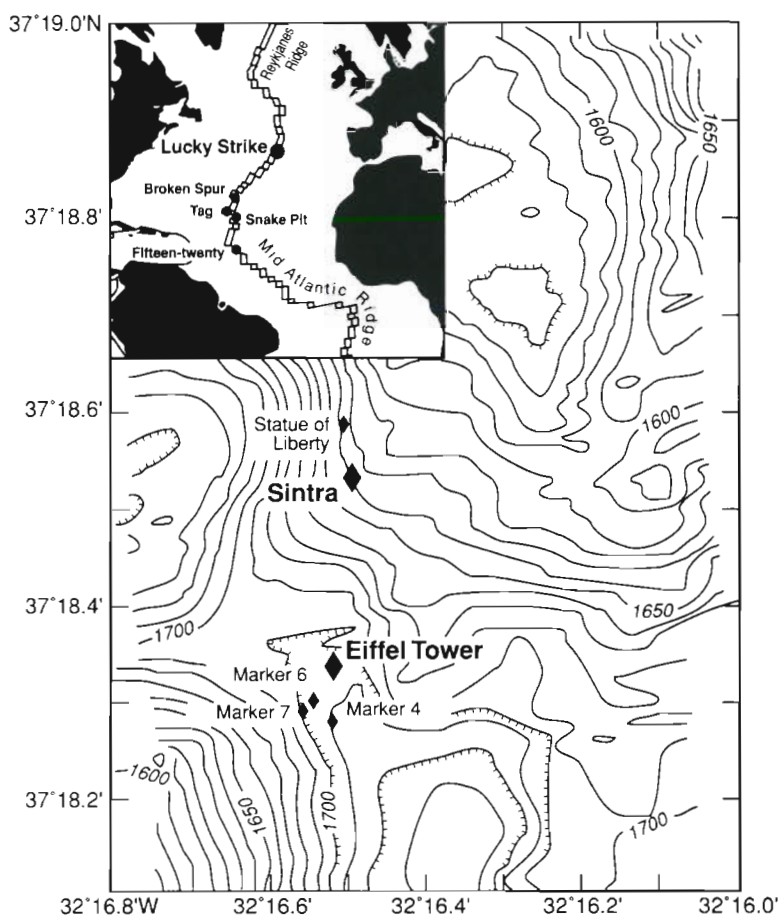 37°19.0'N
37°18.8'
37°18.6'
37°18.4'
37°18.2'
Reykjanes
Ridge
Lucky Strike
Broken Spur
Tag
Snake Pit
Fifteen-twenty
Mid Atlantic Ridge
1600
1650
1600
Statue of
Liberty
Sintra
1650
1700
Eiffel Tower
Marker 6
Marker 7
Marker 4
1600
1650
1700
1700
32°16.8'W
32°16.6'
32°16.4'
32°16.2'
32°16.0'